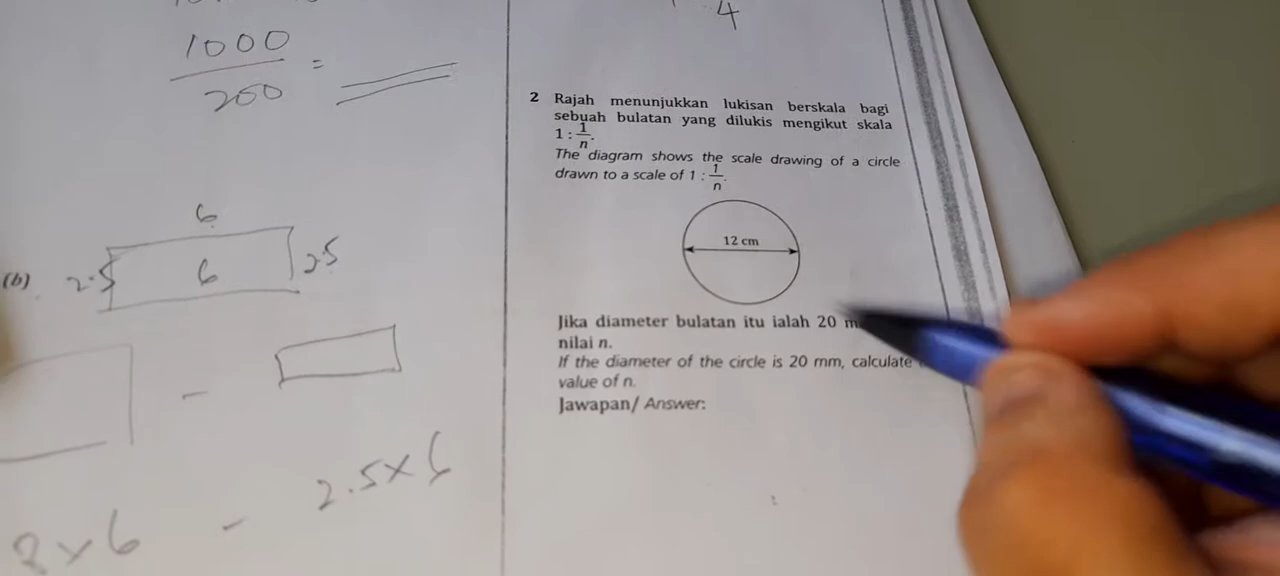 1000
200
=
4
2 Rajah menunjukkan lukisan berskala bagi
sebuah bulatan yang dilukis mengikut skala
1 : 1/n.
The diagram shows the scale drawing of a circle
drawn to a scale of 1 : 1/n.
12 cm
Jika diameter bulatan itu ialah 20
nilai n.
If the diameter of the circle is 20 mm, calculate
value of n.
Jawapan/ Answer:
6
(b) 2.5 6 2.5
-
8 x 6 - 2.5 x 6